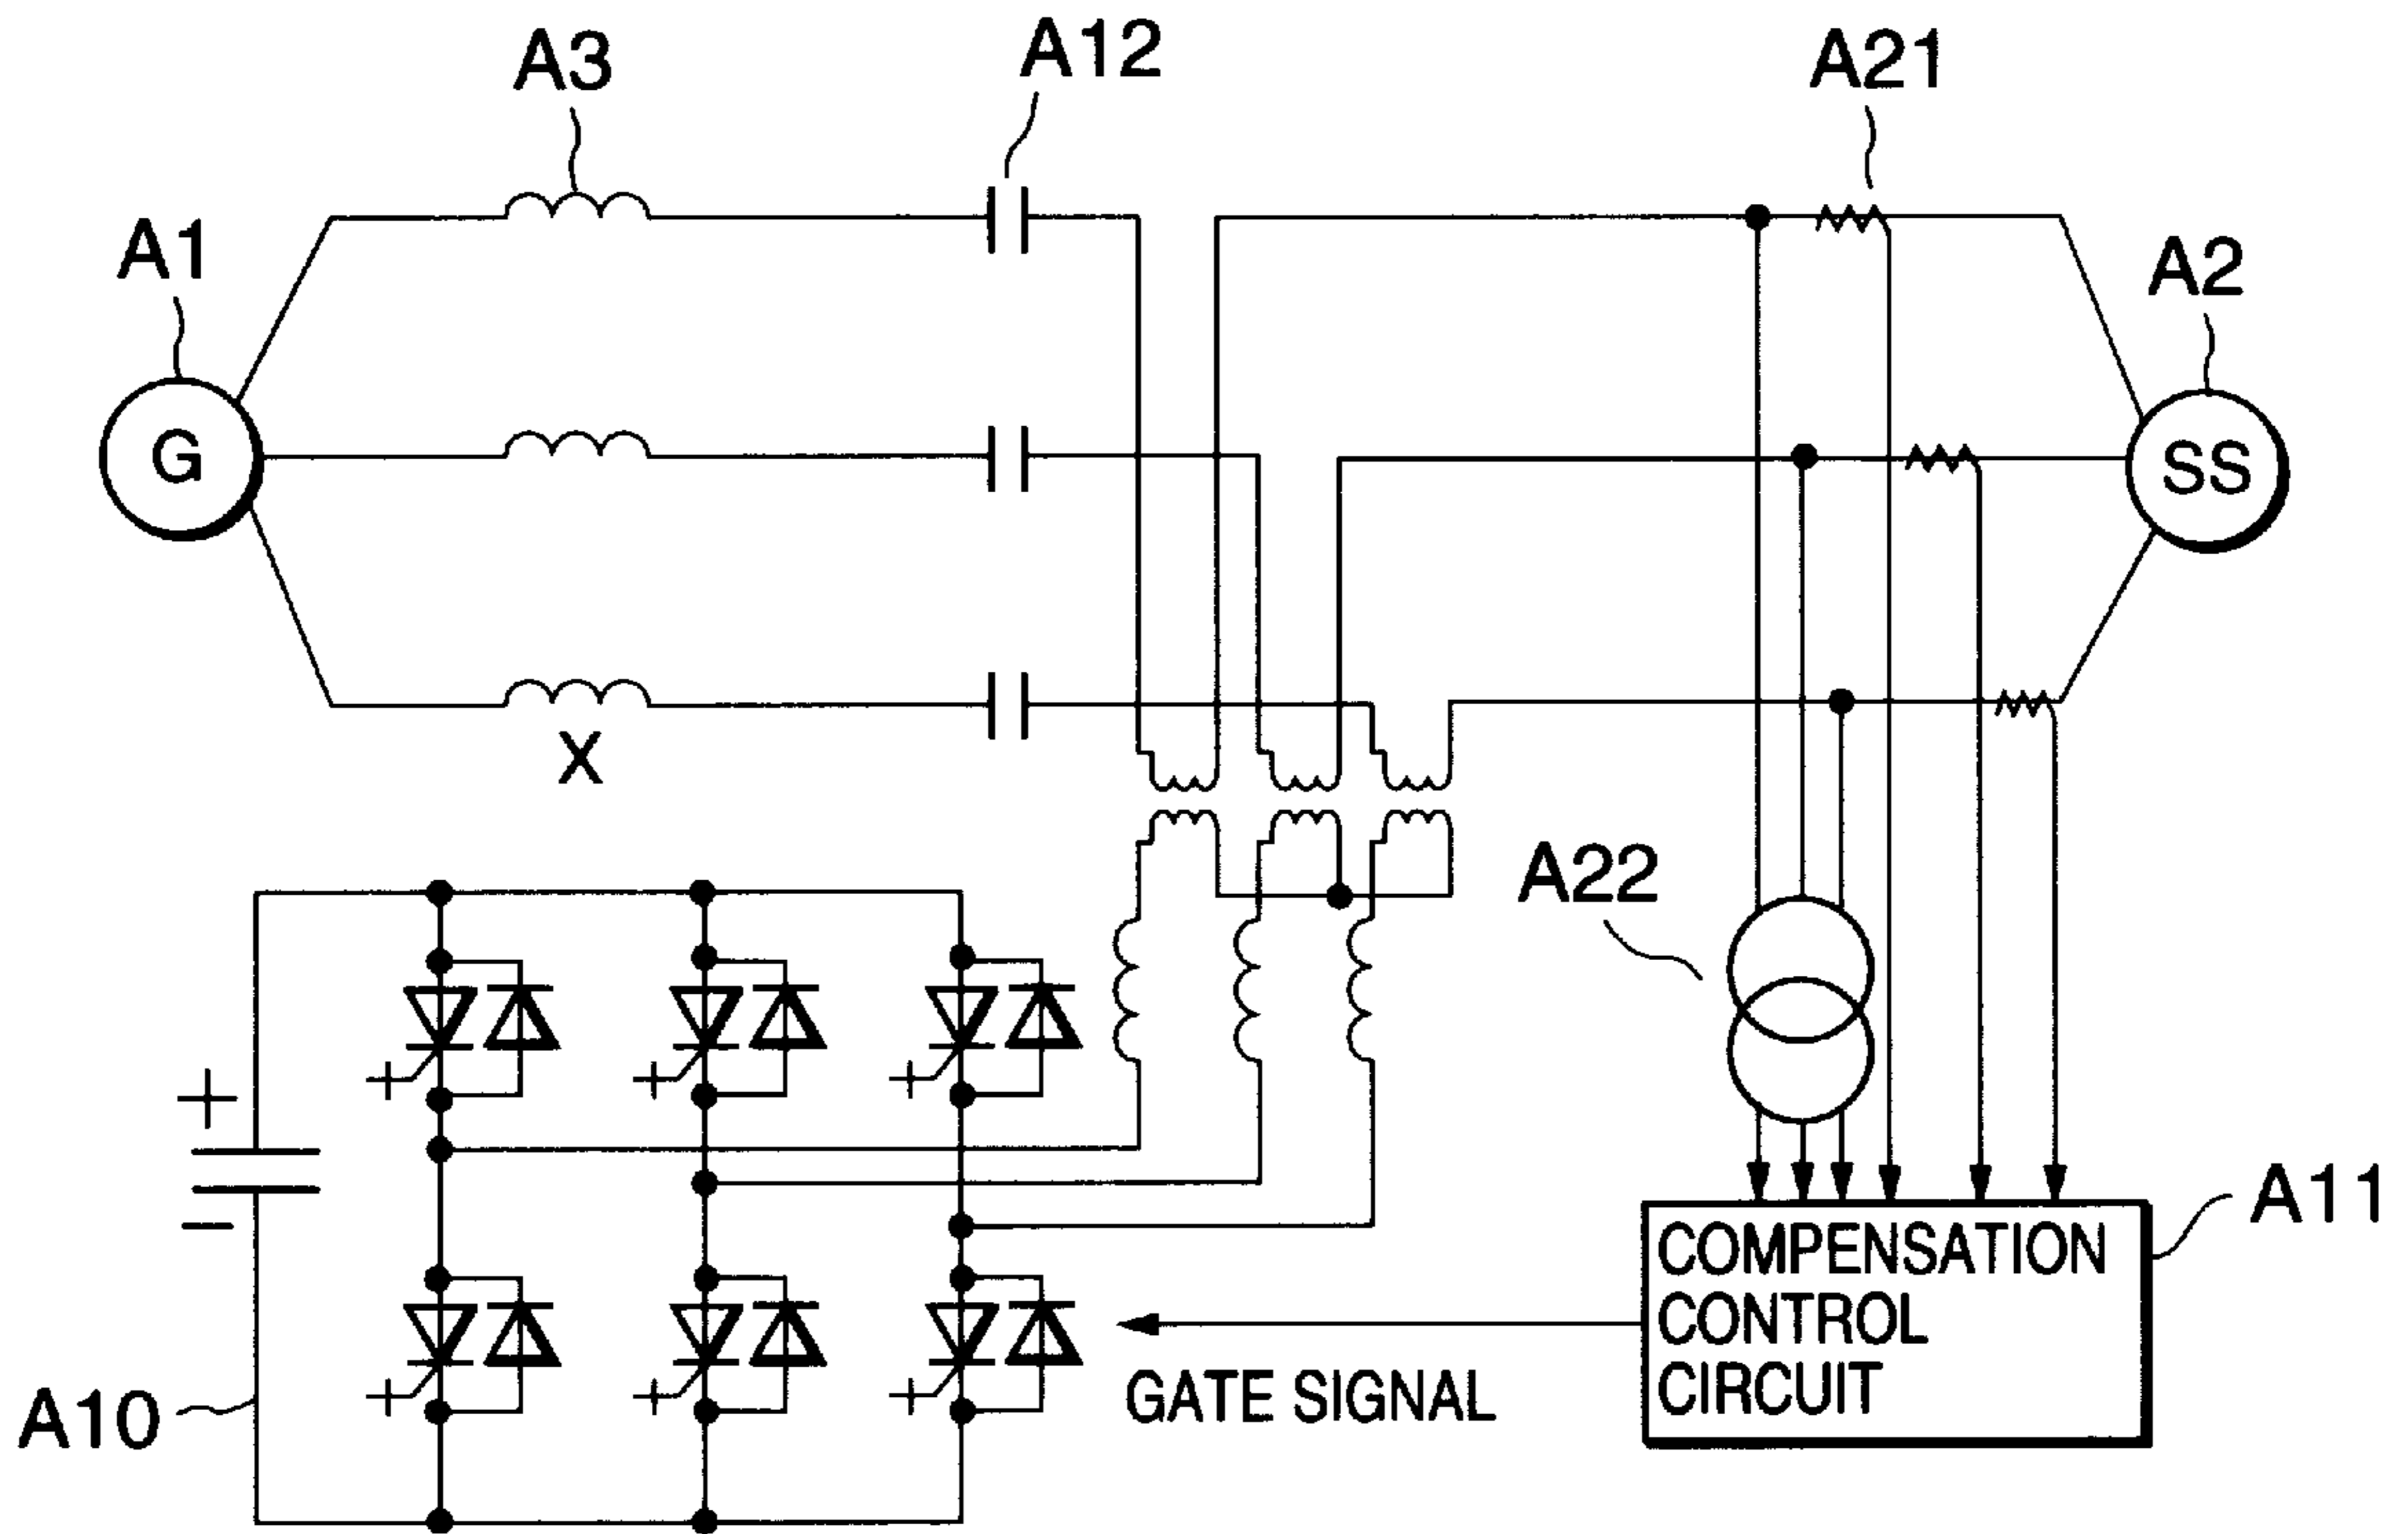 A3
A12
A21
A1
A2
G
SS
X
A22
+
−
A11
COMPENSATION
CONTROL
CIRCUIT
GATE SIGNAL
A10